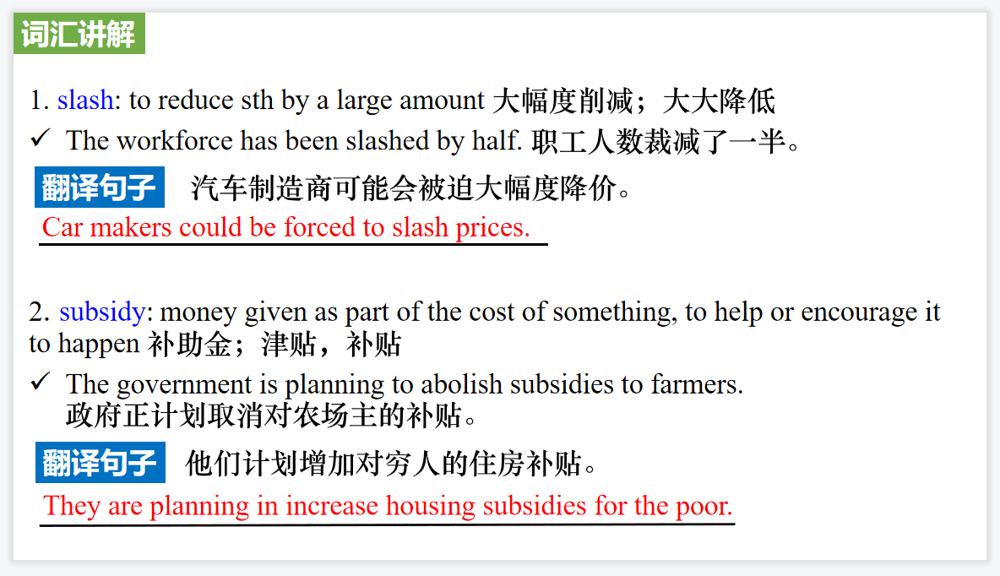 词汇讲解
1. slash: to reduce sth by a large amount 大幅度削减；大大降低
✓ The workforce has been slashed by half. 职工人数裁减了一半。
翻译句子 汽车制造商可能会被迫大幅度降价。
Car makers could be forced to slash prices.
2. subsidy: money given as part of the cost of something, to help or encourage it
to happen 补助金；津贴，补贴
✓ The government is planning to abolish subsidies to farmers.
政府正计划取消对农场主的补贴。
翻译句子 他们计划增加对穷人的住房补贴。
They are planning in increase housing subsidies for the poor.